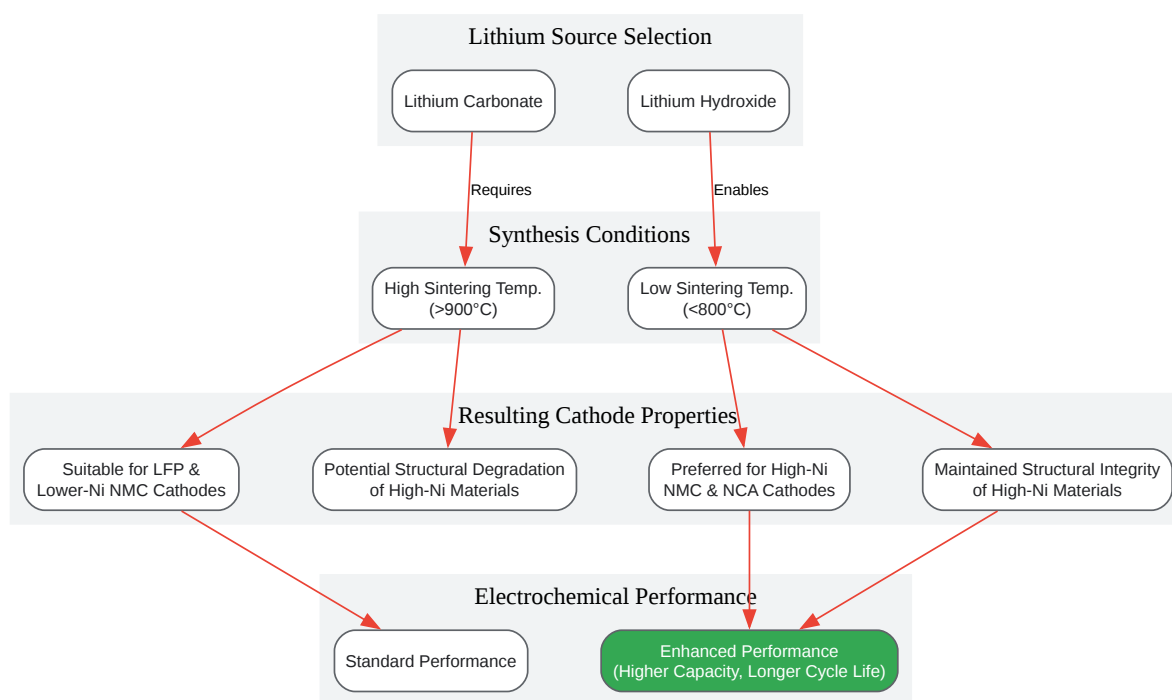 Lithium Source Selection
Lithium Carbonate
Lithium Hydroxide
Requires
Enables
Synthesis Conditions
High Sintering Temp.
(>900°C)
Low Sintering Temp.
(<800°C)
Resulting Cathode Properties
Suitable for LFP &
Lower-Ni NMC Cathodes
Potential Structural Degradation
of High-Ni Materials
Preferred for High-Ni
NMC & NCA Cathodes
Maintained Structural Integrity
of High-Ni Materials
Electrochemical Performance
Standard Performance
Enhanced Performance
(Higher Capacity, Longer Cycle Life)